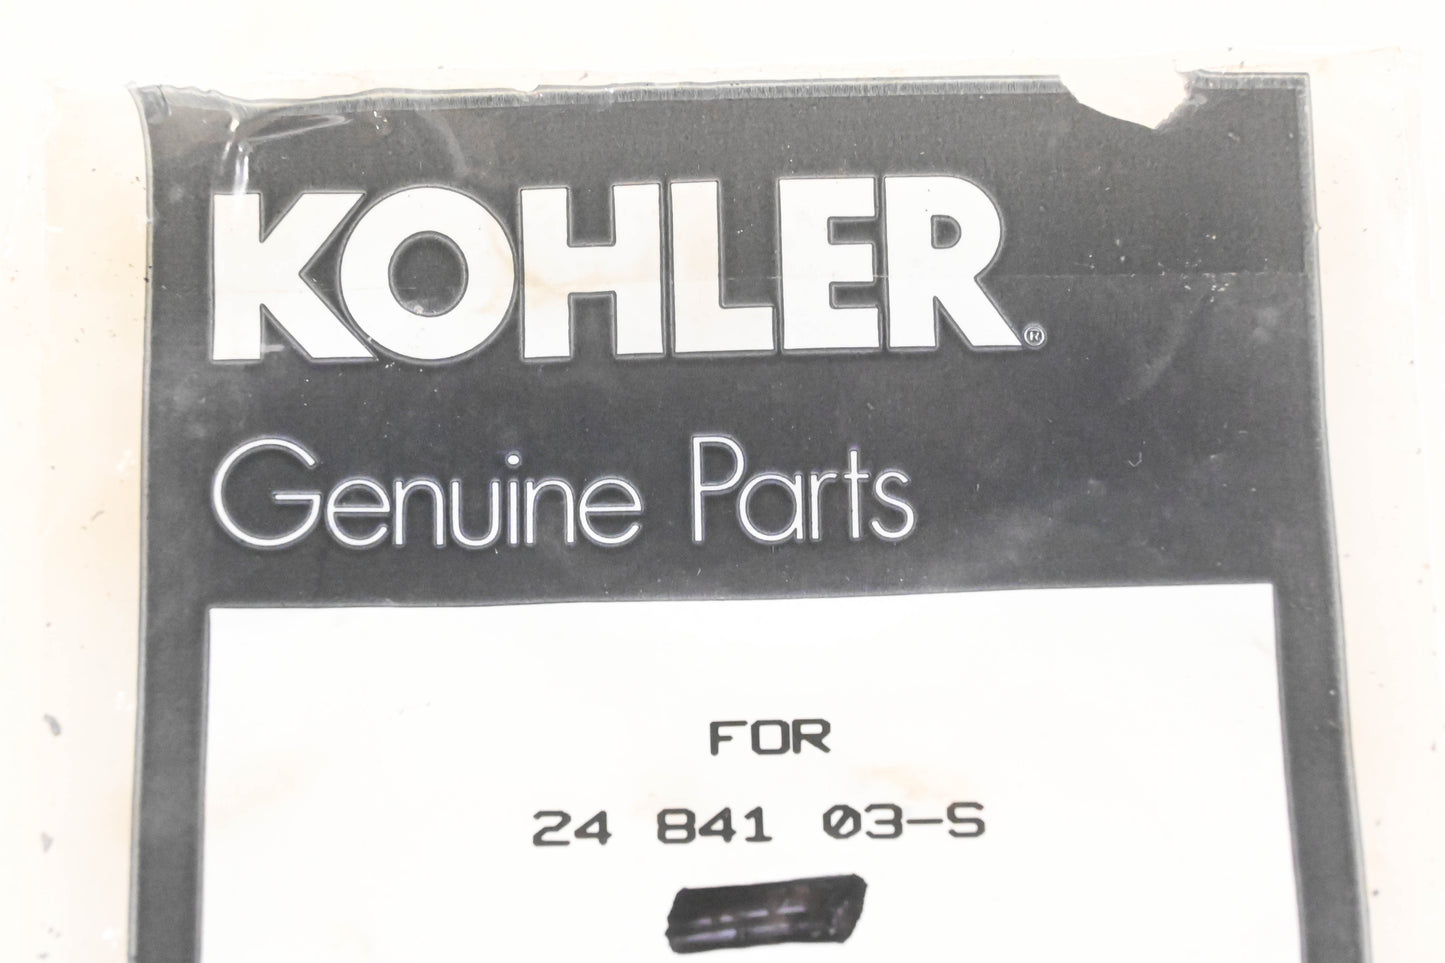 KOHLER®
Genuine Parts
FOR
24 841 03-S